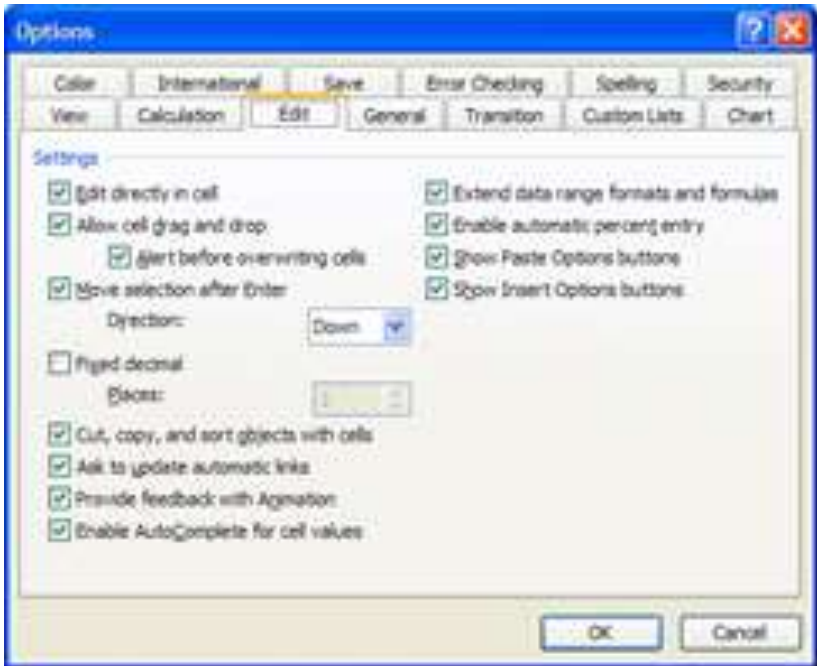 Options
Color International Save Error Checking Spelling Security
View Calculation Edit General Transition Custom Lists Chart
Settings
Edit directly in cell
Allow cell drag and drop
Alert before overwriting cells
Move selection after Enter
Direction: Down
Fixed decimal
Places:
Cut, copy, and sort objects with cells
Ask to update automatic links
Provide feedback with Animation
Enable AutoComplete for cell values
Extend data range formats and formulas
Enable automatic percent entry
Show Paste Options buttons
Show Insert Options buttons
OK Cancel